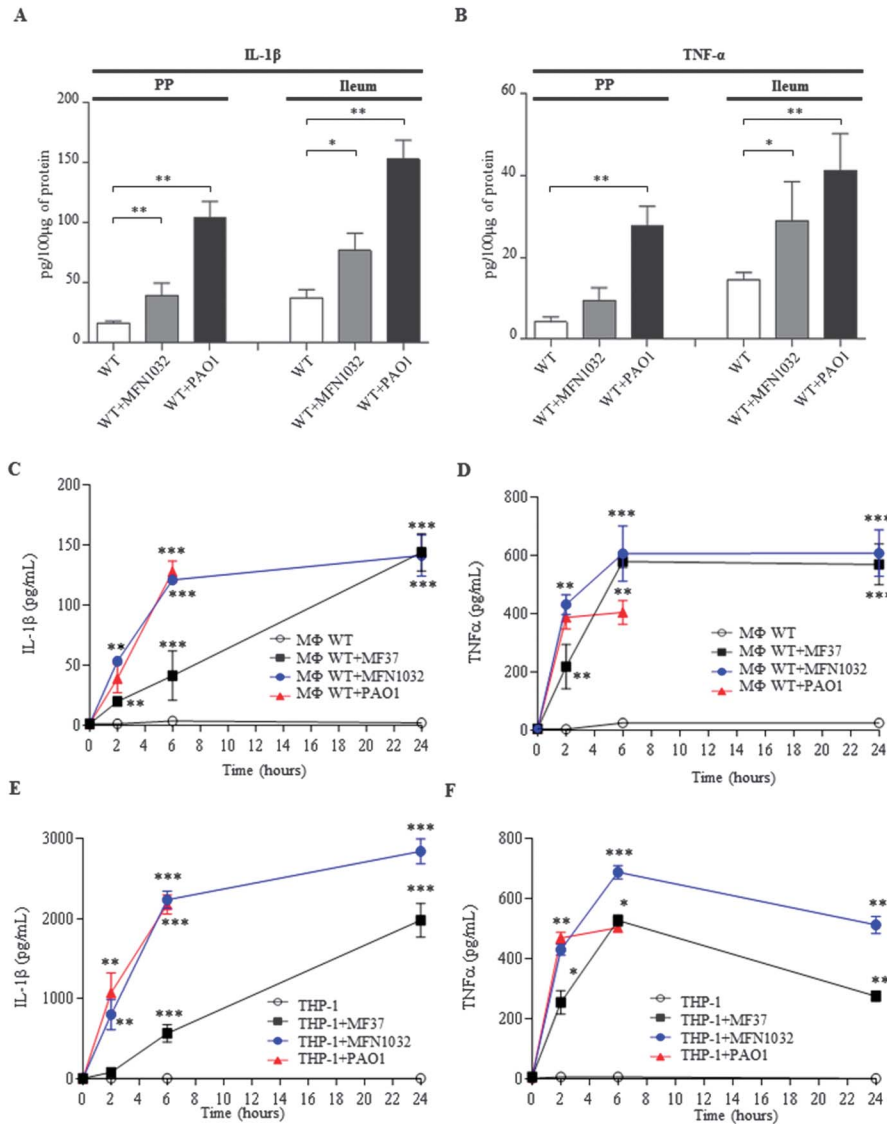 A
IL-1β
PP Ileum
pg/100µg of protein
200
150
100
50
0
** ** * **
WT WT+MFN1032 WT+PAO1 WT WT+MFN1032 WT+PAO1
B
TNF-α
PP Ileum
pg/100µg of protein
60
40
20
0
** * **
WT WT+MFN1032 WT+PAO1 WT WT+MFN1032 WT+PAO1
C
IL-1β (pg/mL)
200
150
100
50
0
** ** *** *** *** *** ***
MΦ WT
MΦ WT+MF37
MΦ WT+MFN1032
MΦ WT+PAO1
0 2 4 6 8 10 12 14 16 18 20 22 24
Time (hours)
D
TNFα (pg/mL)
800
600
400
200
0
** ** *** ** *** ***
MΦ WT
MΦ WT+MF37
MΦ WT+MFN1032
MΦ WT+PAO1
0 2 4 6 8 10 12 14 16 18 20 22 24
Time (hours)
E
IL-1β (pg/mL)
3000
2000
1000
0
** ** *** *** *** *** ***
THP-1
THP-1+MF37
THP-1+MFN1032
THP-1+PAO1
0 2 4 6 8 10 12 14 16 18 20 22 24
Time (hours)
F
TNFα (pg/mL)
800
600
400
200
0
** * *** * ** **
THP-1
THP-1+MF37
THP-1+MFN1032
THP-1+PAO1
0 2 4 6 8 10 12 14 16 18 20 22 24
Time (hours)